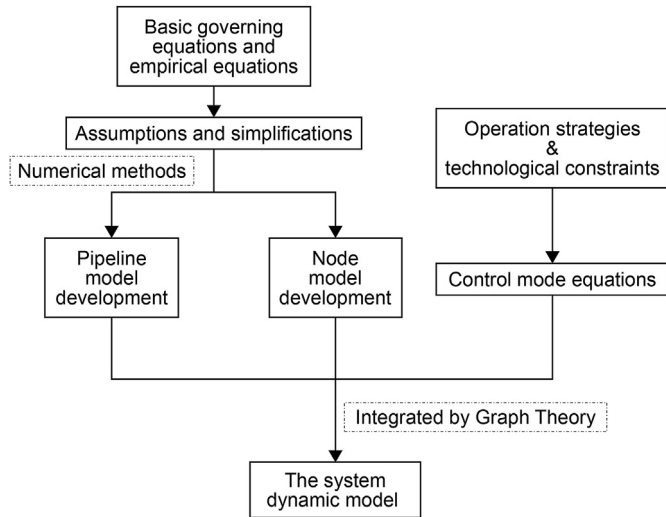 Basic governing
equations and
empirical equations
Assumptions and simplifications
Operation strategies
&
technological constraints
Numerical methods
Pipeline
model
development
Node
model
development
Control mode equations
Integrated by Graph Theory
The system
dynamic model